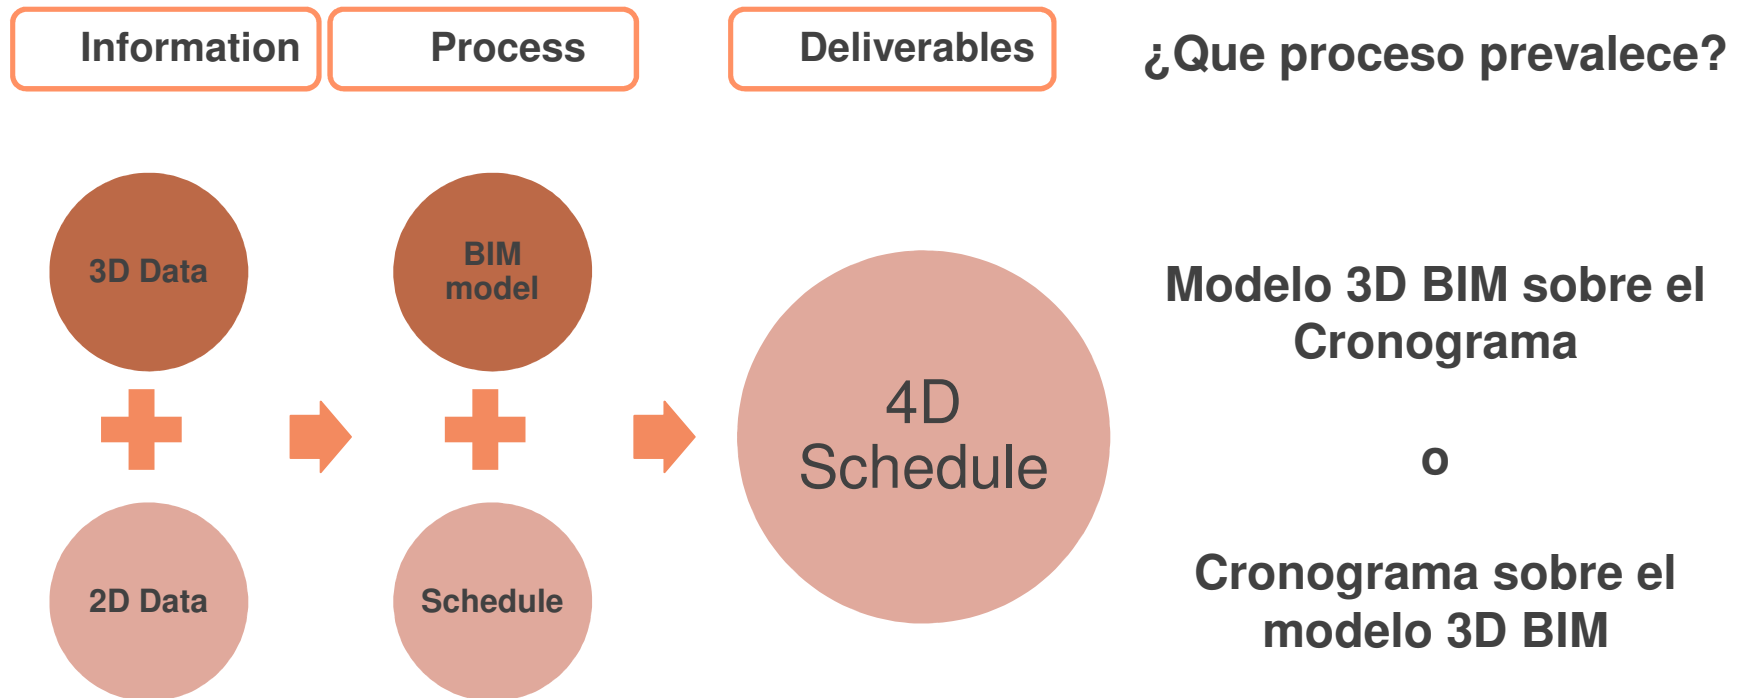 Information
Process
Deliverables
¿Que proceso prevalece?
3D Data
BIM
model
2D Data
Schedule
4D
Schedule
Modelo 3D BIM sobre el
Cronograma
o
Cronograma sobre el
modelo 3D BIM